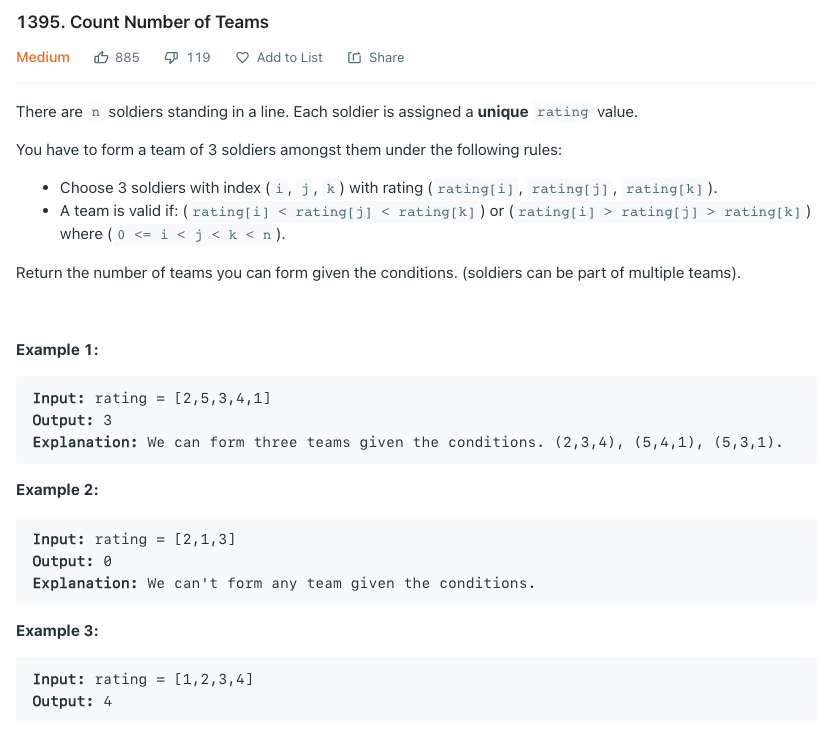 1395. Count Number of Teams
Medium 885 119 Add to List Share
There are n soldiers standing in a line. Each soldier is assigned a unique rating value.
You have to form a team of 3 soldiers amongst them under the following rules:
• Choose 3 soldiers with index ( i , j , k ) with rating ( rating[i] , rating[j] , rating[k] ).
• A team is valid if: ( rating[i] < rating[j] < rating[k] ) or ( rating[i] > rating[j] > rating[k] )
where ( 0 <= i < j < k < n ).
Return the number of teams you can form given the conditions. (soldiers can be part of multiple teams).
Example 1:
Input: rating = [2,5,3,4,1]
Output: 3
Explanation: We can form three teams given the conditions. (2,3,4), (5,4,1), (5,3,1).
Example 2:
Input: rating = [2,1,3]
Output: 0
Explanation: We can't form any team given the conditions.
Example 3:
Input: rating = [1,2,3,4]
Output: 4